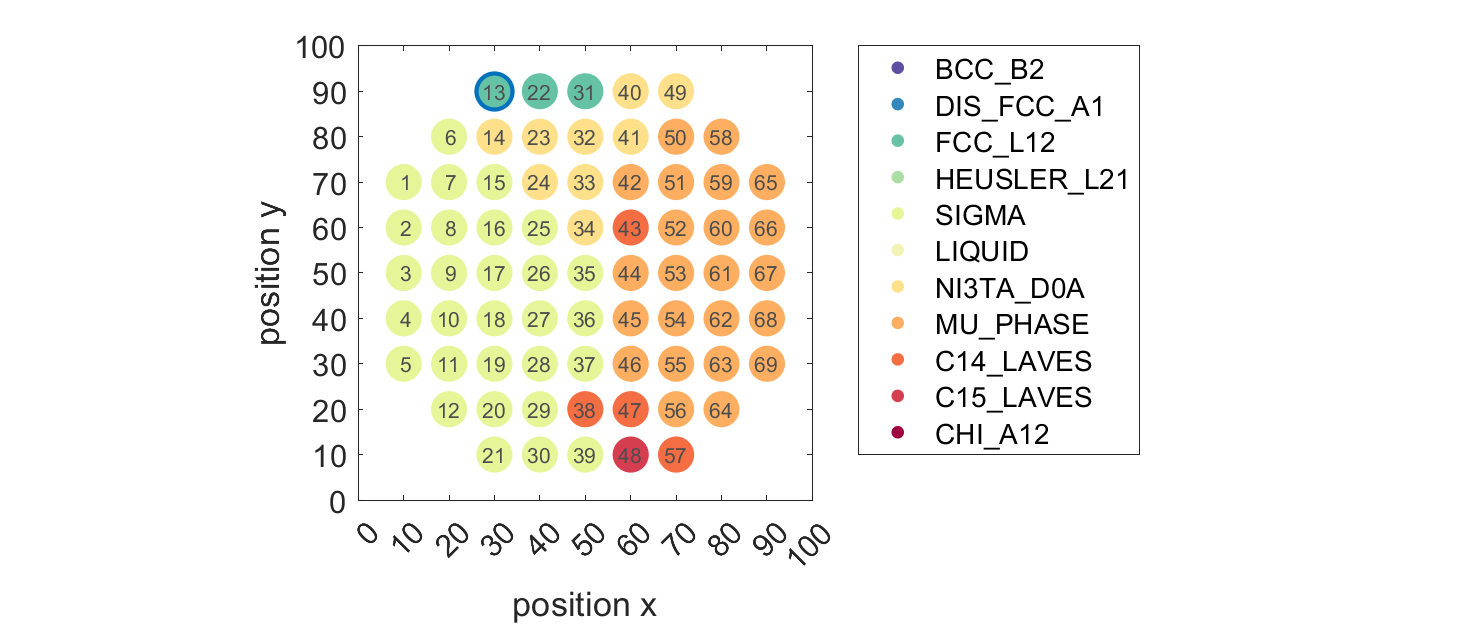 100
90 13 22 31 40 49
80 6 14 23 32 41 50 58
70 1 7 15 24 33 42 51 59 65
60 2 8 16 25 34 43 52 60 66
50 3 9 17 26 35 44 53 61 67
40 4 10 18 27 36 45 54 62 68
30 5 11 19 28 37 46 55 63 69
20 12 20 29 38 47 56 64
10 21 30 39 48 57
0
position y
0 10 20 30 40 50 60 70 80 90 100
position x
BCC_B2
DIS_FCC_A1
FCC_L12
HEUSLER_L21
SIGMA
LIQUID
NI3TA_D0A
MU_PHASE
C14_LAVES
C15_LAVES
CHI_A12